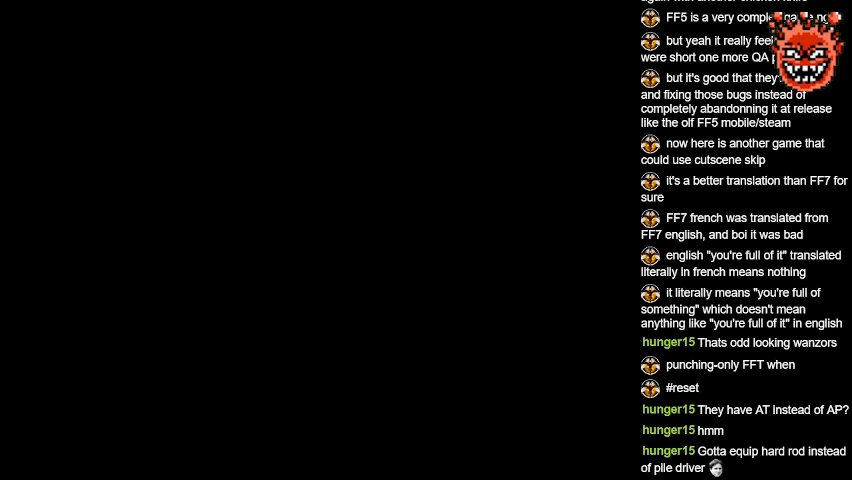 FF5 is a very
but yeah it really
were short one more QA
but it's good that they
and fixing those bugs instead of
completely abandonning it at release
like the olf FF5 mobile/steam
now here is another game that
could use cutscene skip
it's a better translation than FF7 for
sure
FF7 french was translated from
FF7 english, and boi it was bad
english "you're full of it" translated
literally in french means nothing
it literally means "you're full of
something" which doesn't mean
anything like "you're full of it" in english
hunger15 Thats odd looking wanzors
punching-only FFT when
#reset
hunger15 They have AT instead of AP?
hunger15 hmm
hunger15 Gotta equip hard rod instead
of pile driver